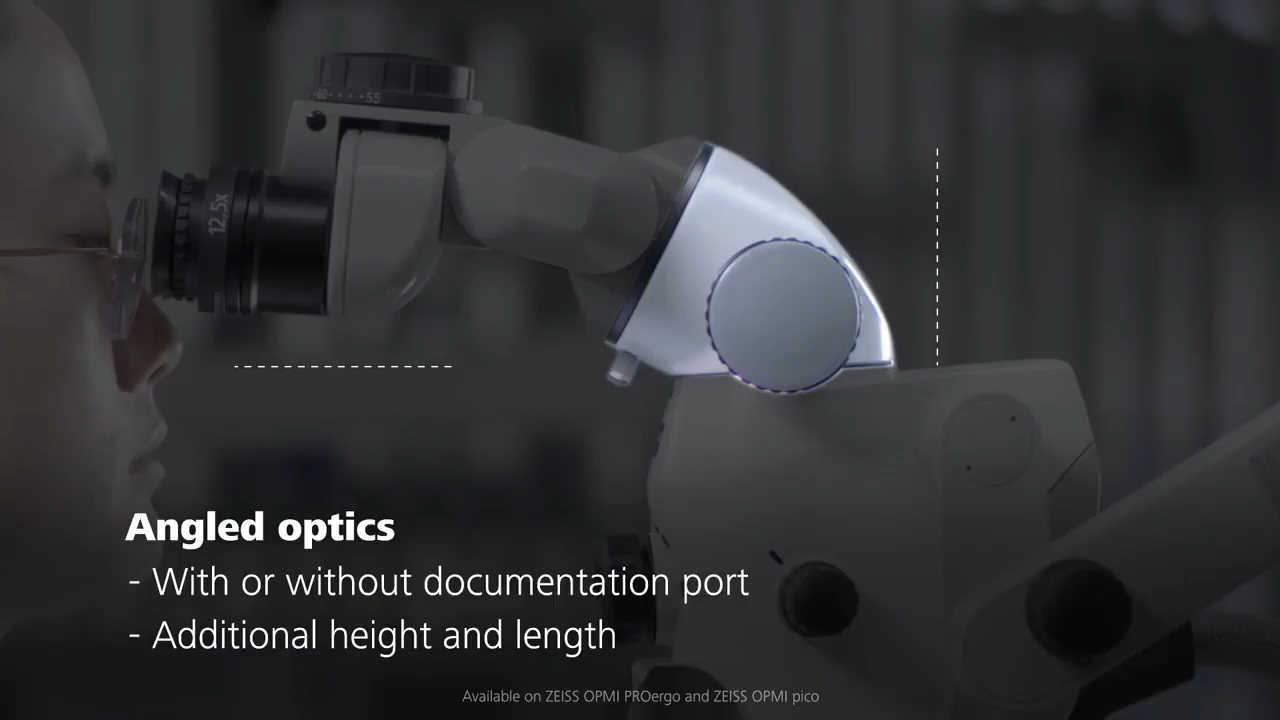 60 · · · · 55
12,5x
Angled optics
- With or without documentation port
- Additional height and length
Available on ZEISS OPMI PROergo and ZEISS OPMI pico